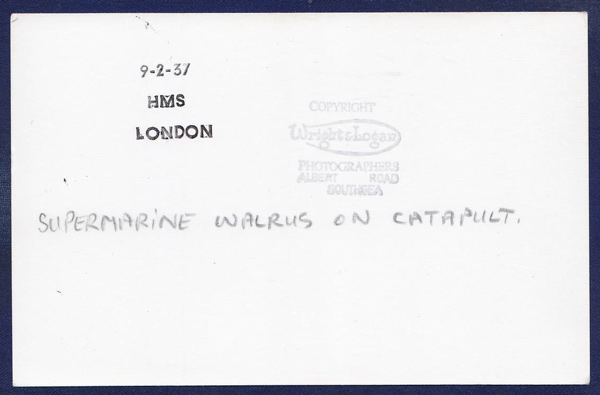 9-2-37
HMS
LONDON
COPYRIGHT
Wright & Logan
PHOTOGRAPHERS
ALBERT ROAD
SOUTHSEA
SUPERMARINE WALRUS ON CATAPULT.